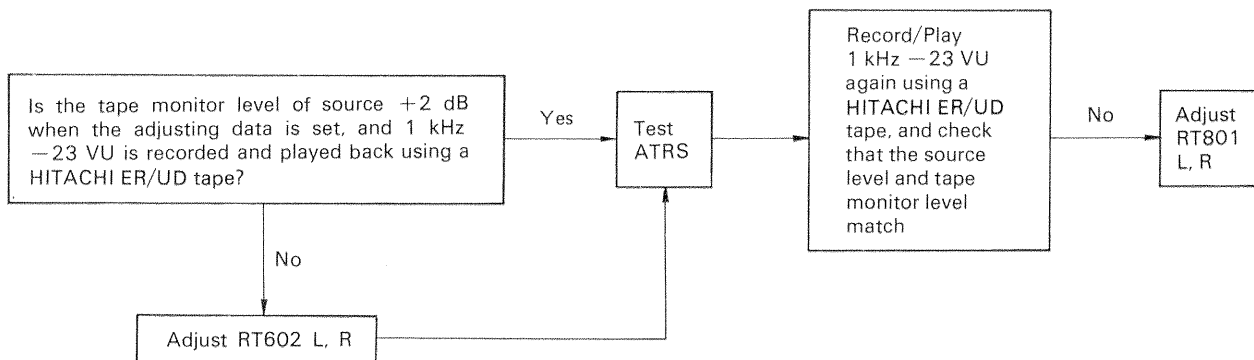 Is the tape monitor level of source +2 dB
when the adjusting data is set, and 1 kHz
−23 VU is recorded and played back using a
HITACHI ER/UD tape?
Yes
Test
ATRS
Record/Play
1 kHz −23 VU
again using a
HITACHI ER/UD
tape, and check
that the source
level and tape
monitor level
match
No
Adjust
RT801
L, R
No
Adjust RT602 L, R